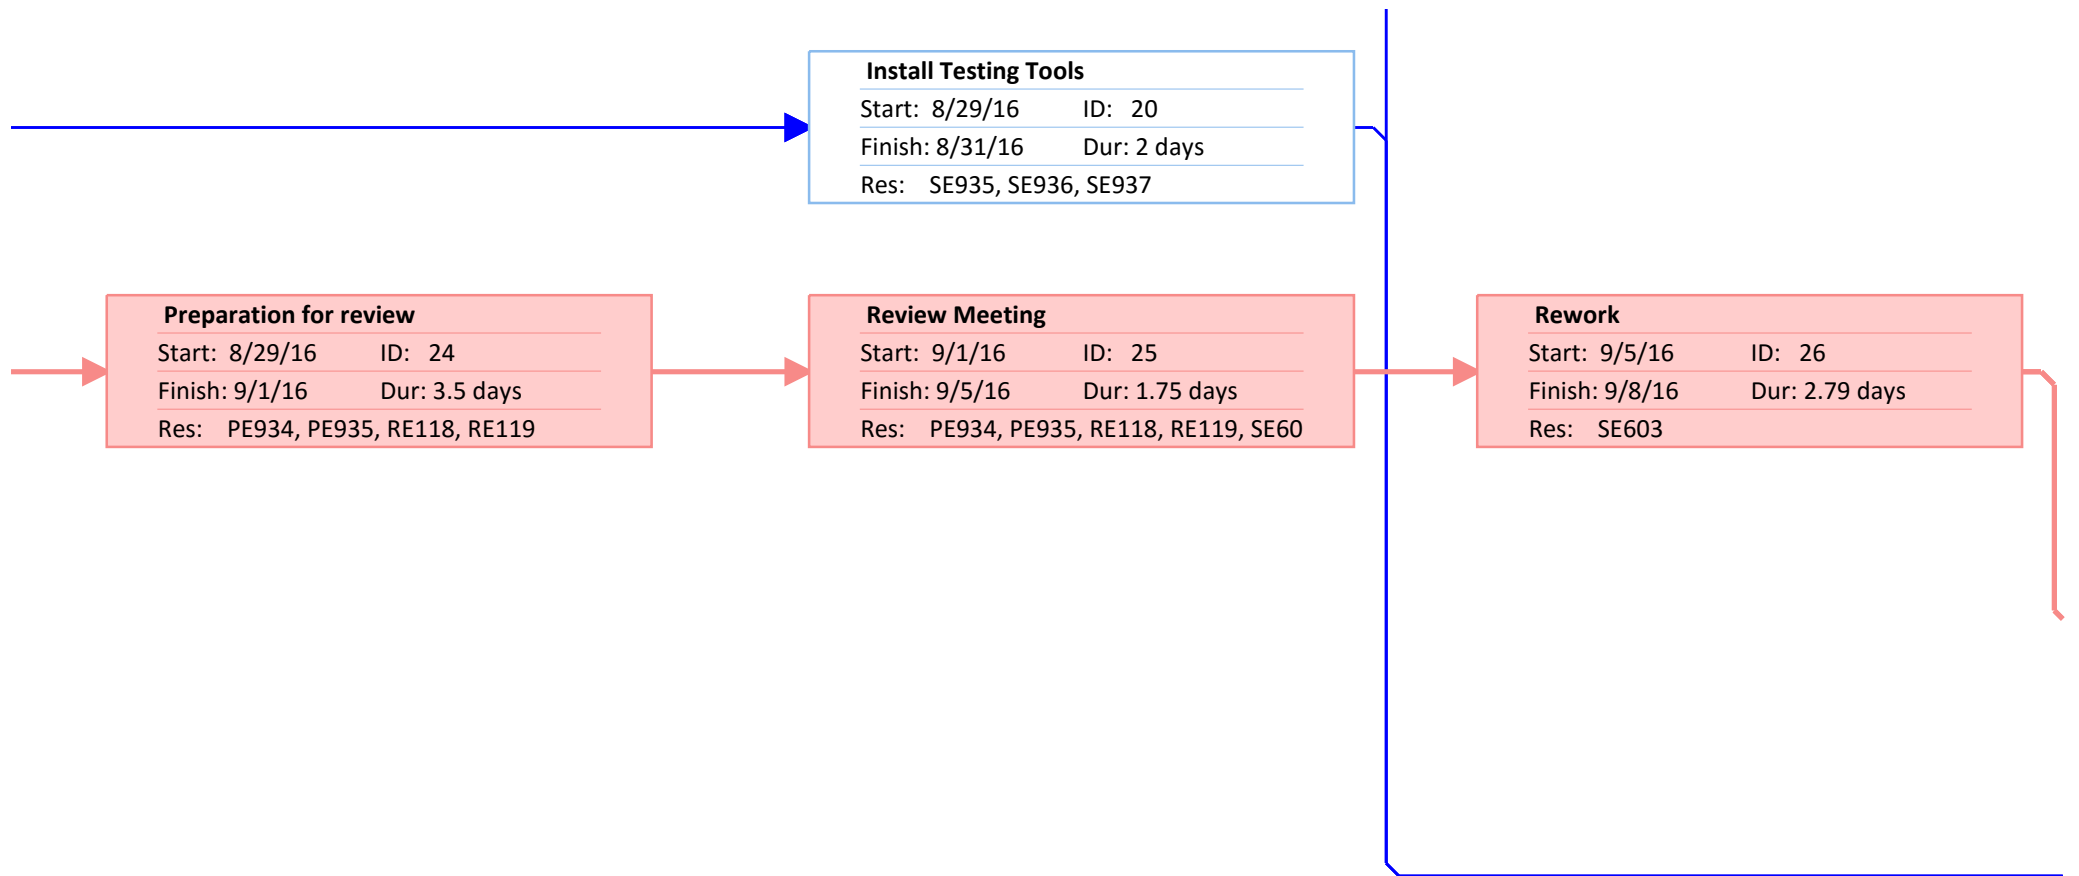 Install Testing Tools
Start: 8/29/16 ID: 20
Finish: 8/31/16 Dur: 2 days
Res: SE935, SE936, SE937
Preparation for review
Start: 8/29/16 ID: 24
Finish: 9/1/16 Dur: 3.5 days
Res: PE934, PE935, RE118, RE119
Review Meeting
Start: 9/1/16 ID: 25
Finish: 9/5/16 Dur: 1.75 days
Res: PE934, PE935, RE118, RE119, SE60
Rework
Start: 9/5/16 ID: 26
Finish: 9/8/16 Dur: 2.79 days
Res: SE603